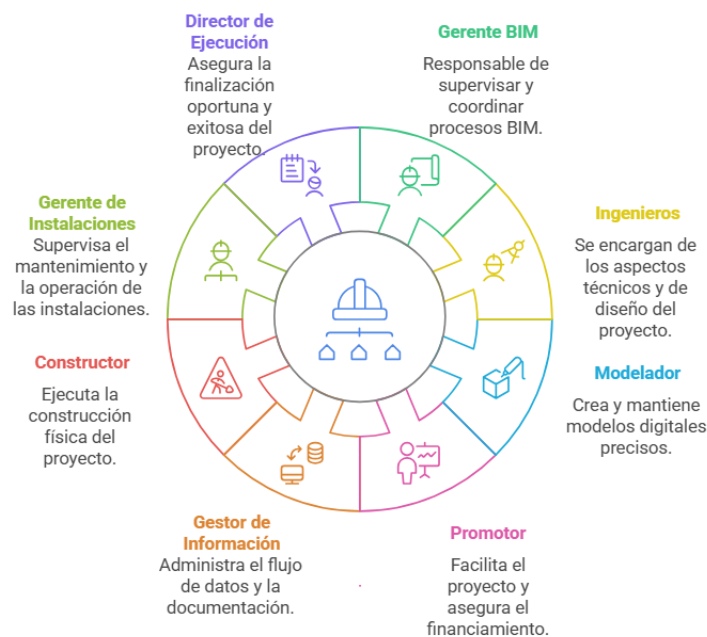 Director de
Ejecución
Asegura la
finalización
oportuna y
exitosa del
proyecto.
Gerente BIM
Responsable de
supervisar y
coordinar
procesos BIM.
Gerente de
Instalaciones
Supervisa el
mantenimiento y
la operación de
las instalaciones.
Ingenieros
Se encargan de
los aspectos
técnicos y de
diseño del
proyecto.
Constructor
Ejecuta la
construcción
física del
proyecto.
Modelador
Crea y mantiene
modelos digitales
precisos.
Gestor de
Información
Administra el flujo
de datos y la
documentación.
Promotor
Facilita el
proyecto y
asegura el
financiamiento.